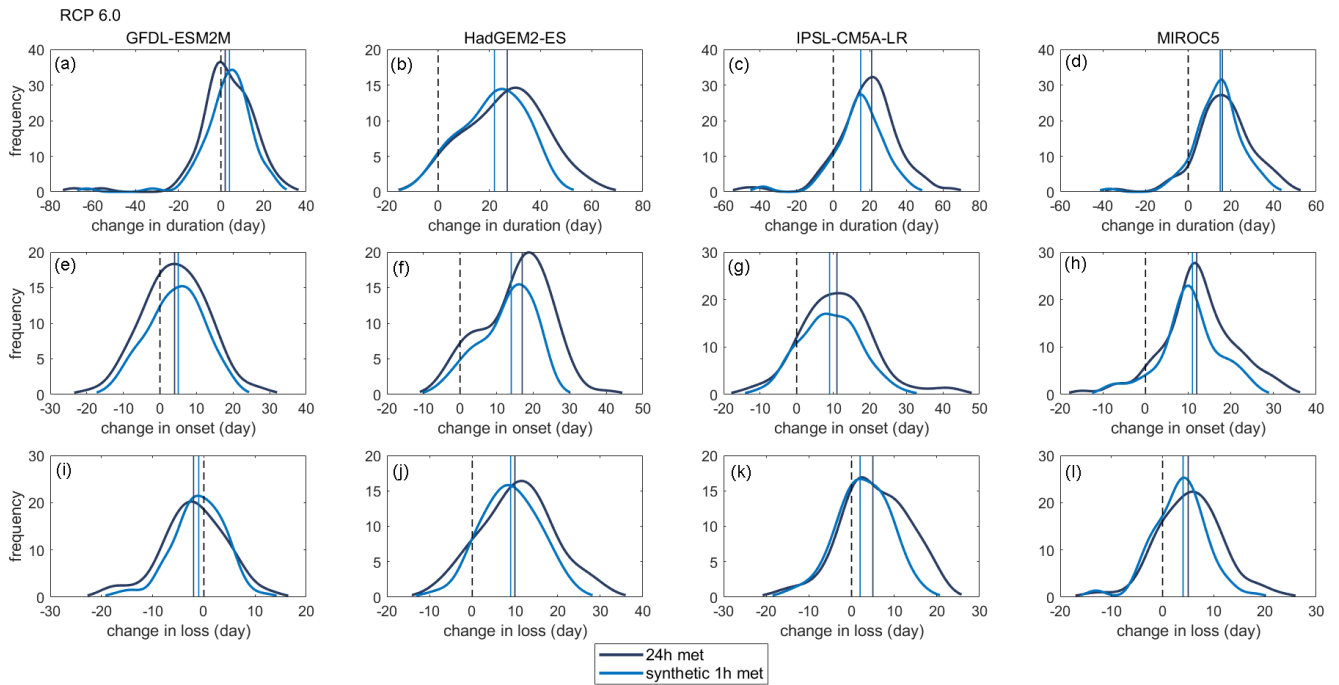 RCP 6.0
GFDL-ESM2M
HadGEM2-ES
IPSL-CM5A-LR
MIROC5
(a)
frequency
40
30
20
10
0
-80 -60 -40 -20 0 20 40
change in duration (day)
(b)
20
15
10
5
0
-20 0 20 40 60 80
change in duration (day)
(c)
40
30
20
10
0
-60 -40 -20 0 20 40 60 80
change in duration (day)
(d)
40
30
20
10
0
-60 -40 -20 0 20 40 60
change in duration (day)
(e)
frequency
20
15
10
5
0
-30 -20 -10 0 10 20 30 40
change in onset (day)
(f)
20
15
10
5
0
-20 -10 0 10 20 30 40 50
change in onset (day)
(g)
30
20
10
0
-20 -10 0 10 20 30 40 50
change in onset (day)
(h)
30
20
10
0
-20 -10 0 10 20 30 40
change in onset (day)
(i)
frequency
30
20
10
0
-30 -20 -10 0 10 20
change in loss (day)
(j)
20
15
10
5
0
-20 -10 0 10 20 30 40
change in loss (day)
(k)
20
15
10
5
0
-30 -20 -10 0 10 20 30
change in loss (day)
(l)
30
20
10
0
-20 -10 0 10 20 30
change in loss (day)
24h met
synthetic 1h met